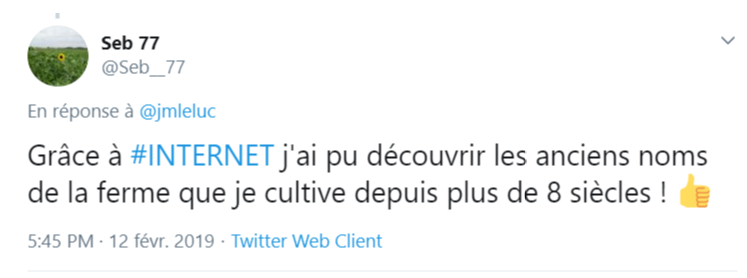 Seb 77
@Seb__77
En réponse à @jmleluc
Grâce à #INTERNET j'ai pu découvrir les anciens noms
de la ferme que je cultive depuis plus de 8 siècles ! 👍
5:45 PM · 12 févr. 2019 · Twitter Web Client